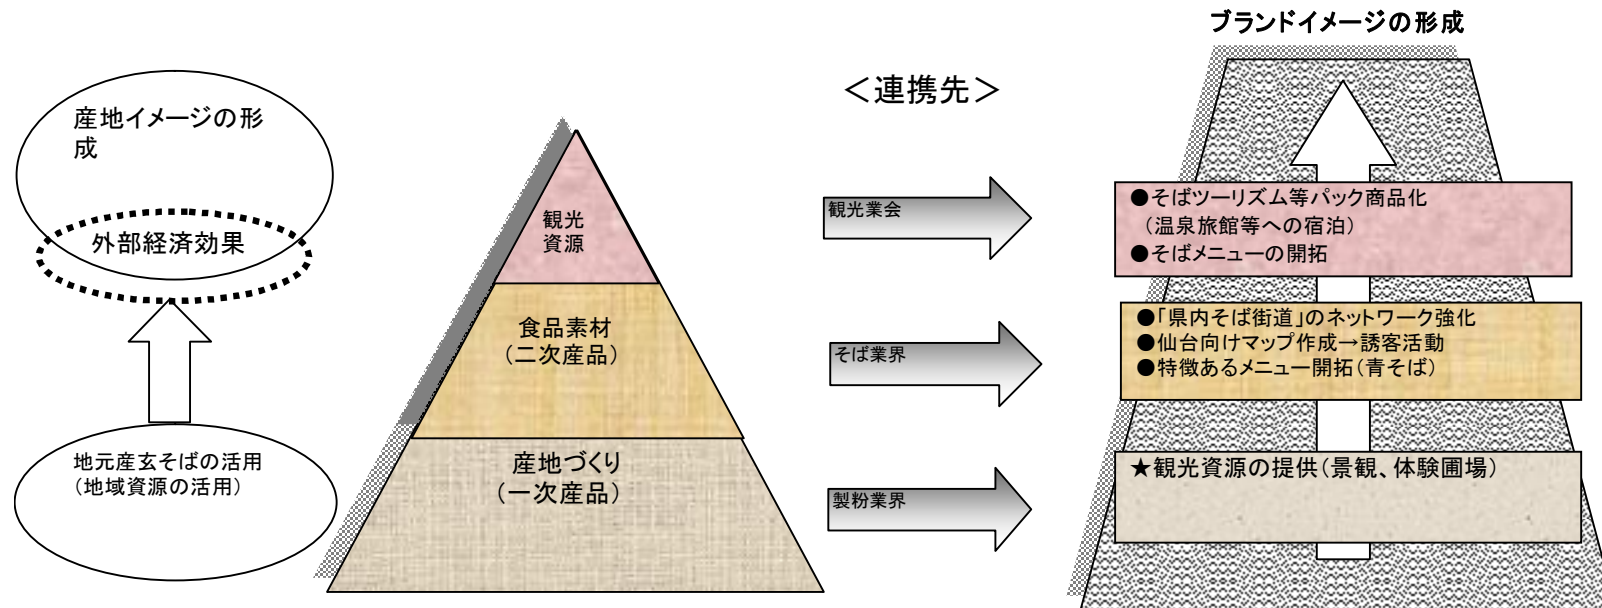 ブランドイメージの形成
＜連携先＞
産地イメージの形
成
外部経済効果
地元産玄そばの活用
（地域資源の活用）
観光
資源
食品素材
（二次産品）
産地づくり
（一次産品）
観光業会
そば業界
製粉業界
●そばツーリズム等パック商品化
（温泉旅館等への宿泊）
●そばメニューの開拓
●「県内そば街道」のネットワーク強化
●仙台向けマップ作成→誘客活動
●特徴あるメニュー開拓（青そば）
★観光資源の提供（景観、体験圃場）